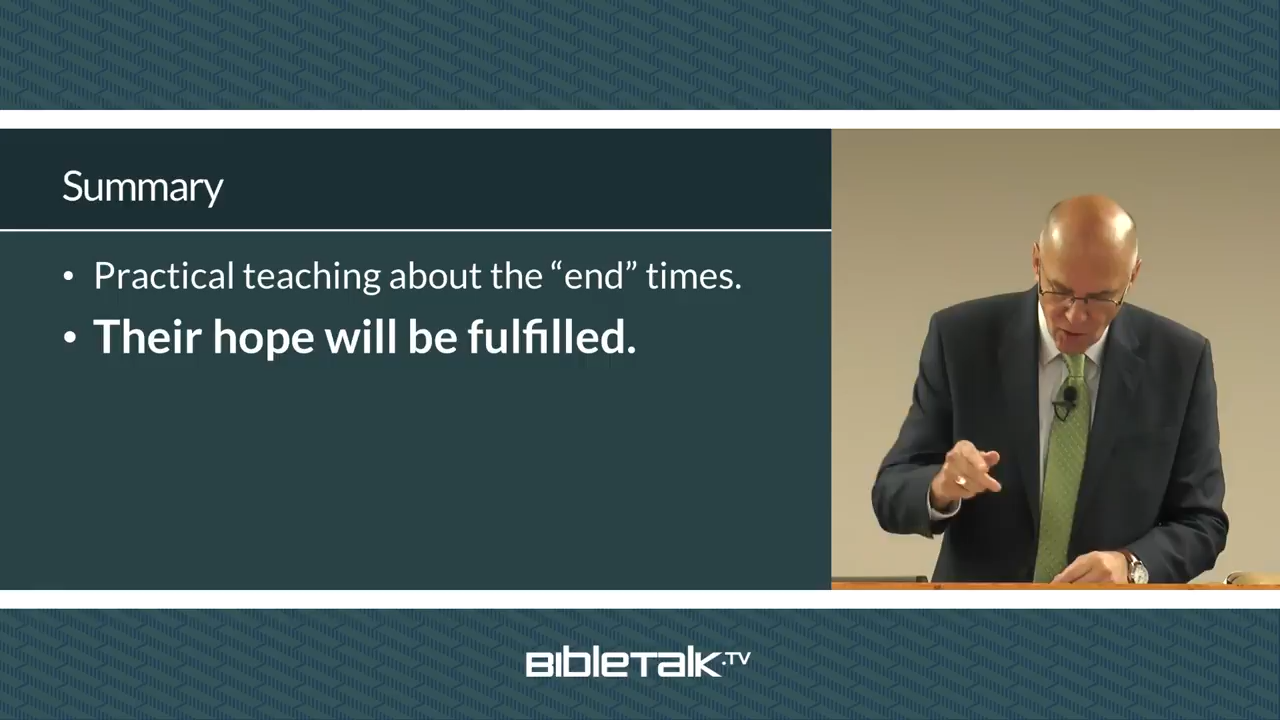 Summary
• Practical teaching about the “end” times.
• Their hope will be fulfilled.
BibleTalk.TV